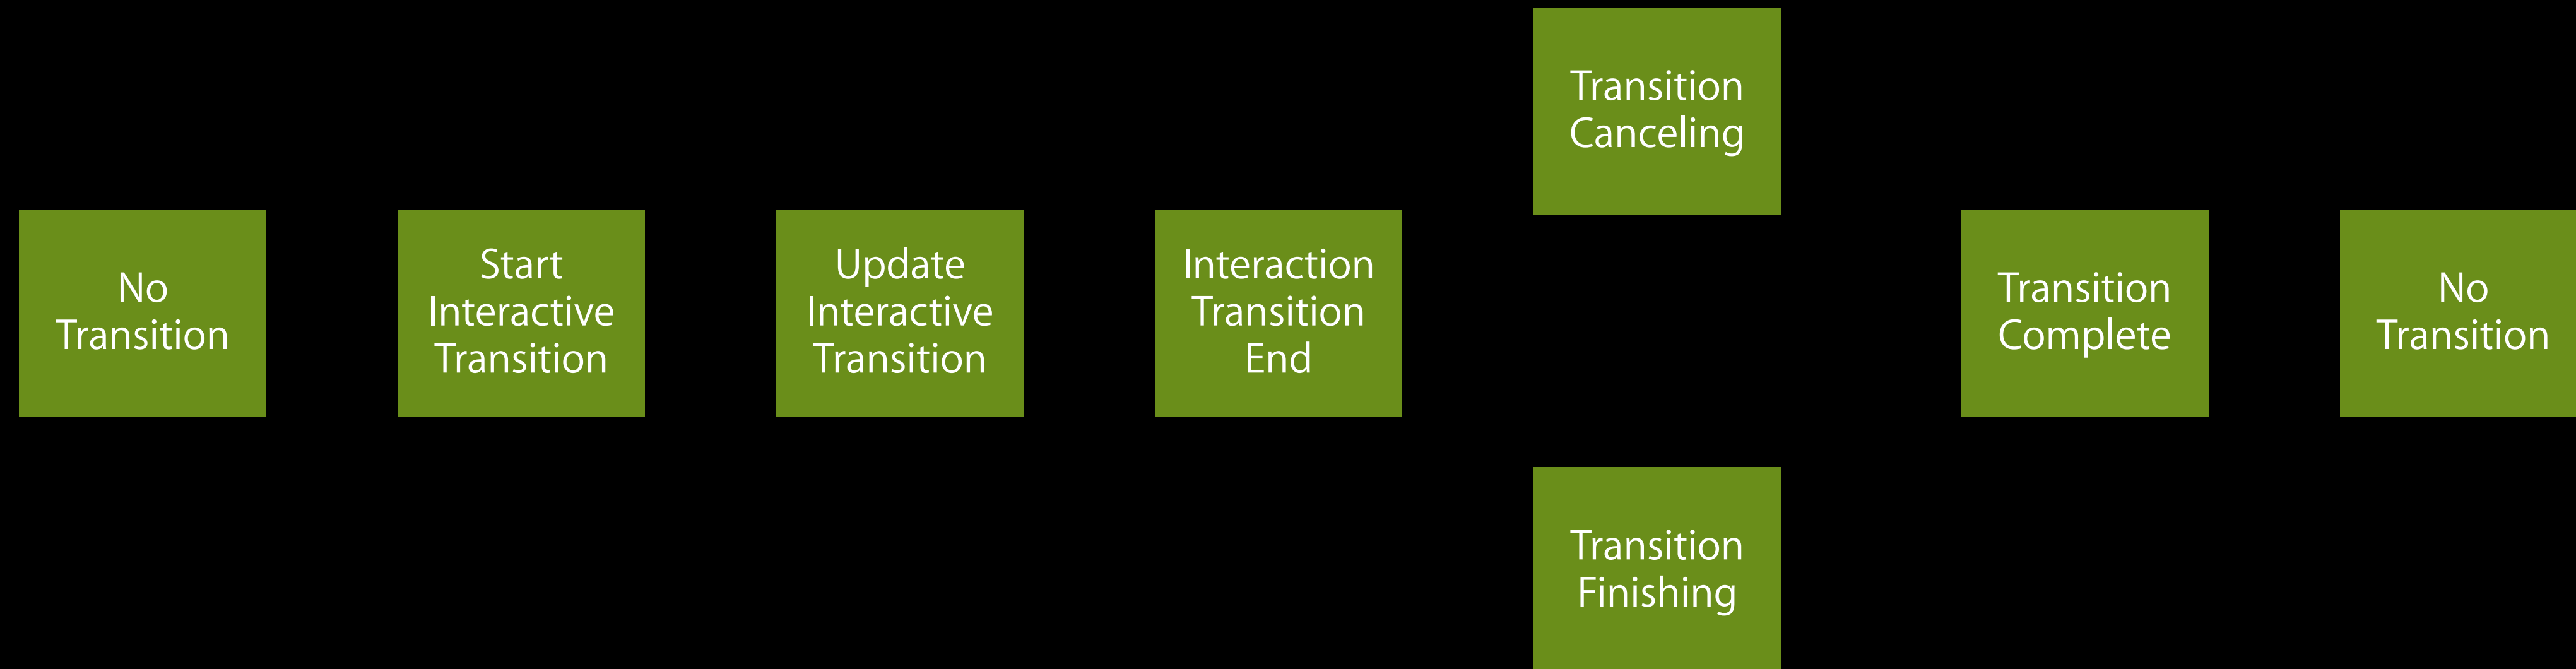 No
Transition
Start
Interactive
Transition
Update
Interactive
Transition
Interaction
Transition
End
Transition
Canceling
Transition
Finishing
Transition
Complete
No
Transition